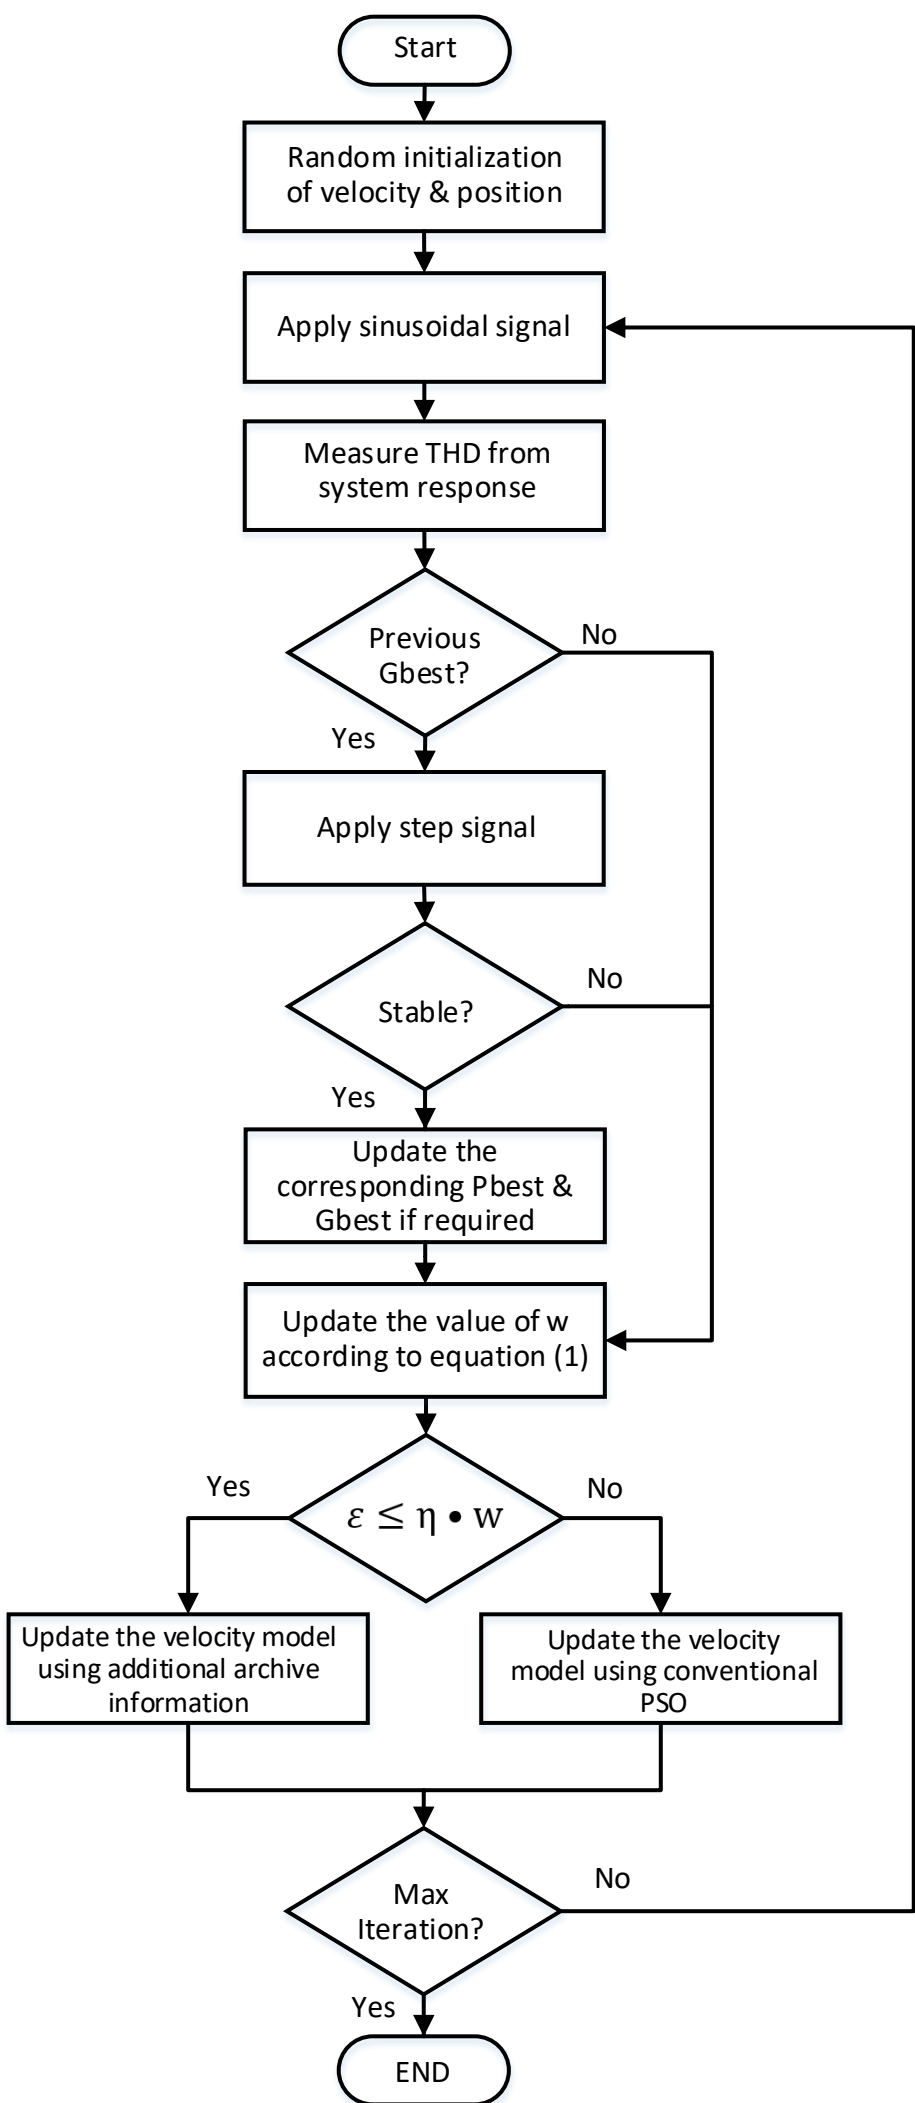 Start
Random initialization
of velocity & position
Apply sinusoidal signal
Measure THD from
system response
Previous
Gbest?
No
Yes
Apply step signal
Stable?
No
Yes
Update the
corresponding Pbest &
Gbest if required
Update the value of w
according to equation (1)
Yes
ε ≤ η • w
No
Update the velocity model
using additional archive
information
Update the velocity
model using conventional
PSO
Max
Iteration?
No
Yes
END